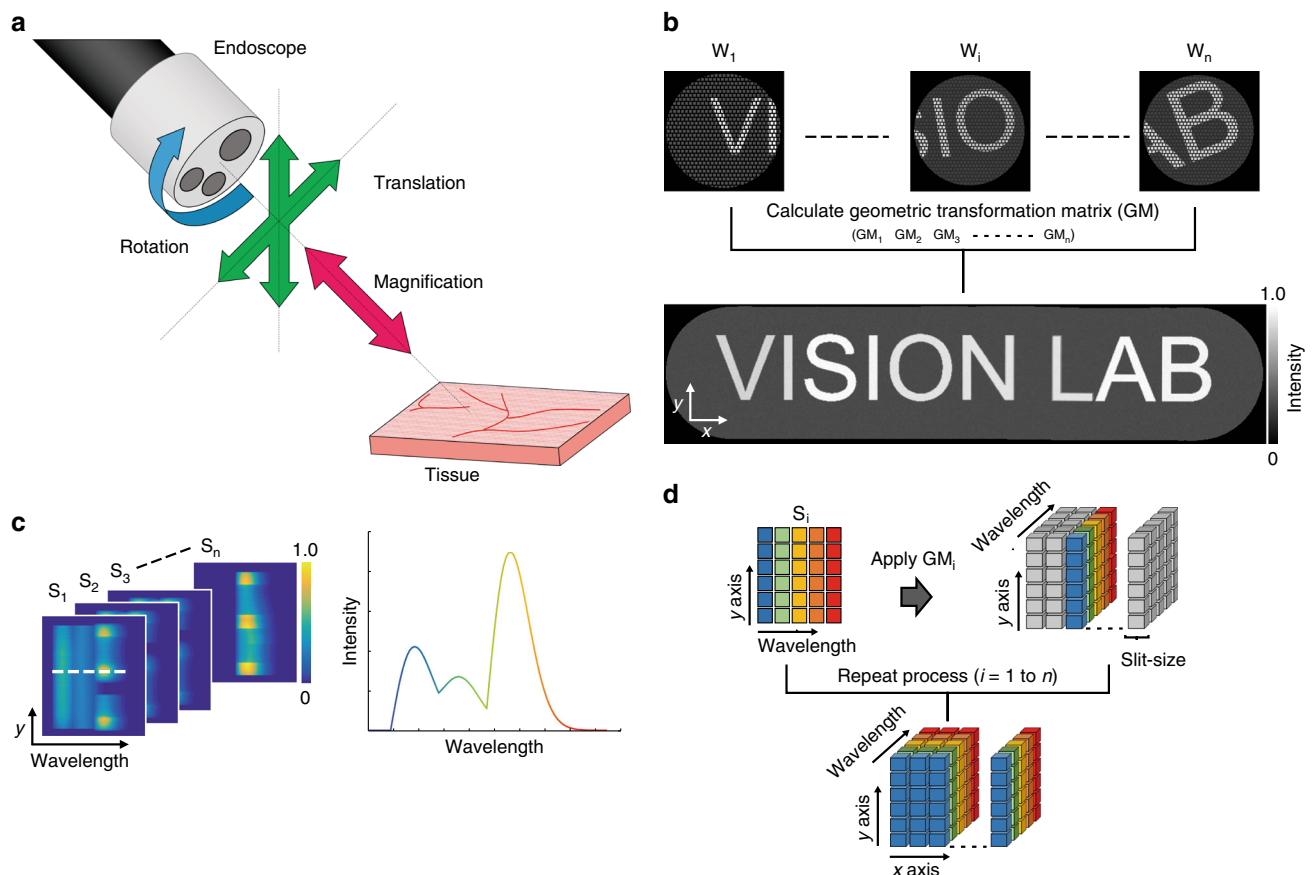 a
Endoscope
Translation
Rotation
Magnification
Tissue
b
W1 Wi Wn
VI SIO AB
Calculate geometric transformation matrix (GM)
(GM1 GM2 GM3 GMn)
VISION LAB
y
x
1.0
Intensity
0
c
S1 S2 S3 Sn
1.0
0
y
Wavelength
Intensity
Wavelength
d
Si
y axis
Wavelength
Apply GMi
Wavelength
y axis
Slit-size
Repeat process (i = 1 to n)
Wavelength
y axis
x axis